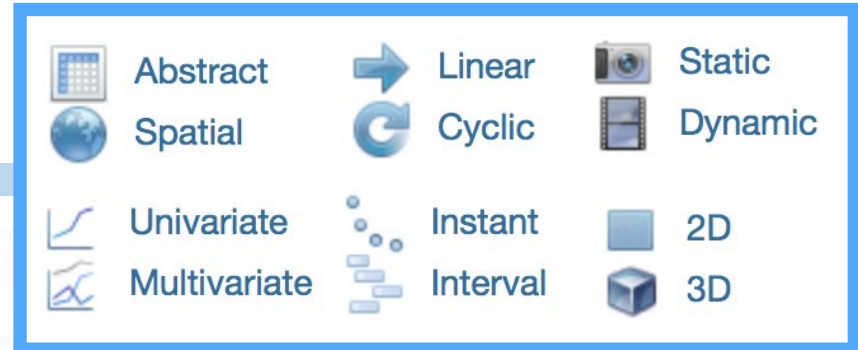 Abstract
Spatial
Univariate
Multivariate
Linear
Cyclic
Instant
Interval
Static
Dynamic
2D
3D